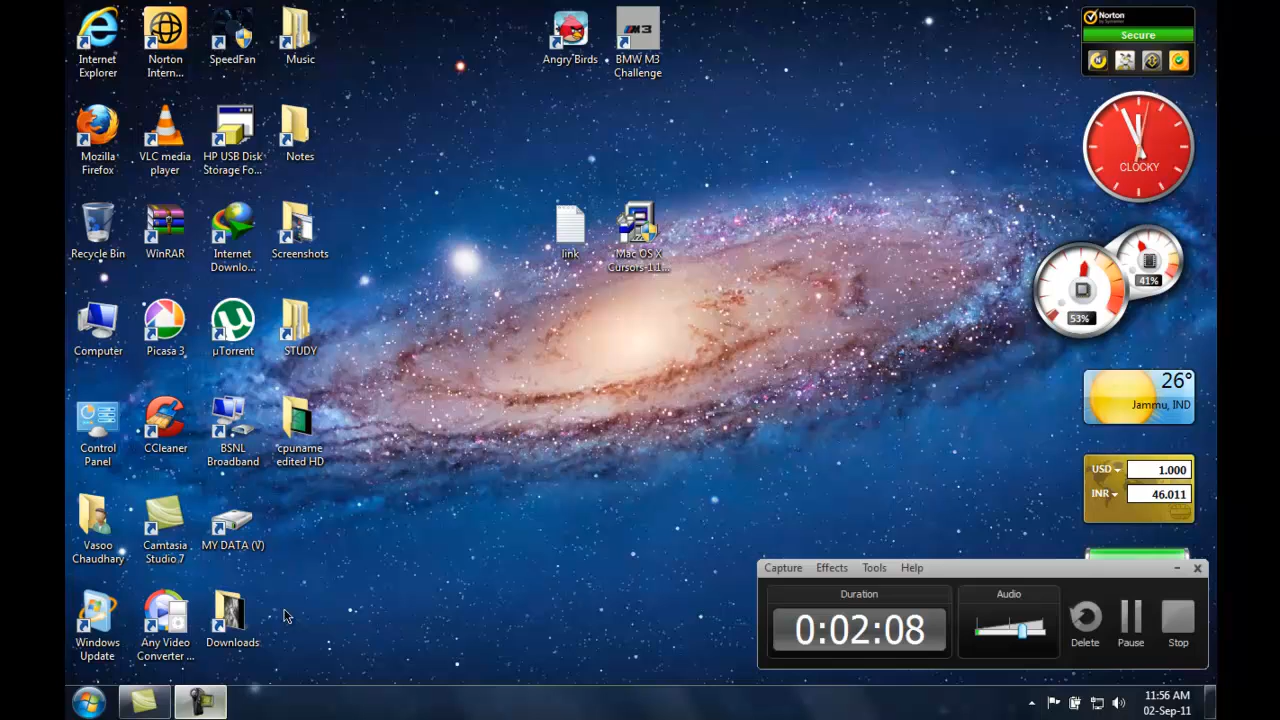 Internet
Explorer
Norton
Intern...
SpeedFan
Music
Angry Birds
M3
BMW M3
Challenge
Norton
by Symantec
Secure
Mozilla
Firefox
VLC media
player
HP USB Disk
Storage Fo...
Notes
CLOCKY
Recycle Bin
WinRAR
Internet
Downlo...
Screenshots
link
Mac OS X
Cursors-1.1...
41%
53%
Computer
Picasa 3
µTorrent
STUDY
26°
Jammu, IND
Control
Panel
CCleaner
BSNL
Broadband
cpuname
edited HD
USD 1.000
INR 46.011
Vasoo
Chaudhary
Camtasia
Studio 7
MY DATA (V)
Capture Effects Tools Help
Duration
Audio
0:02:08
Delete
Pause
Stop
Windows
Update
Any Video
Converter ...
Downloads
11:56 AM
02-Sep-11